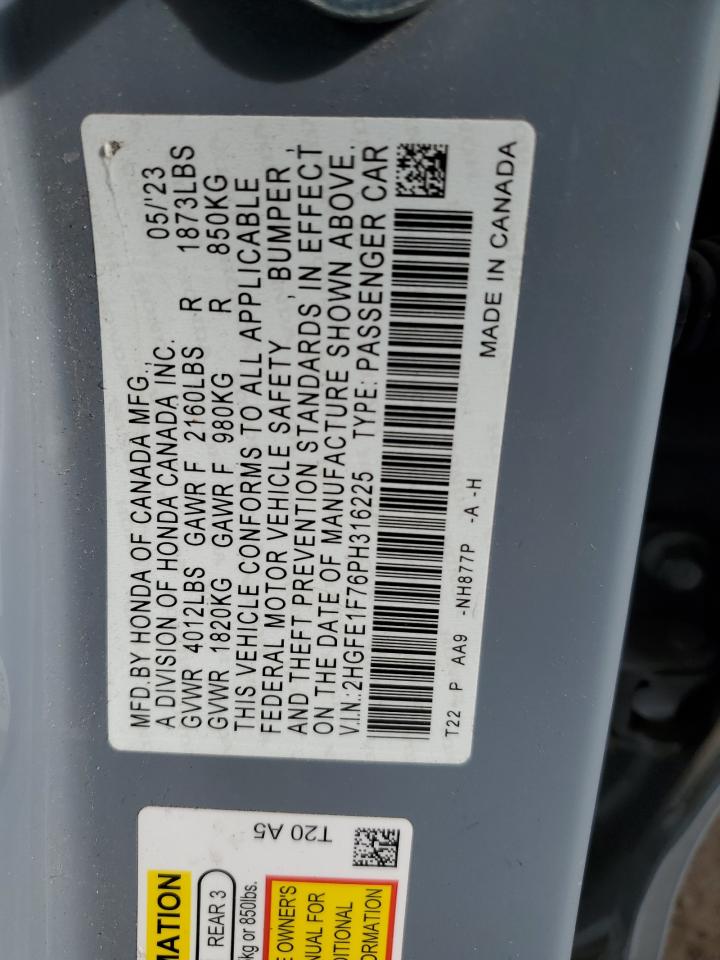 MFD.BY HONDA OF CANADA MFG.,
A DIVISION OF HONDA CANADA INC. 05/'23
GVWR 4012LBS GAWR F 2160LBS R 1873LBS
GVWR 1820KG GAWR F 980KG R 850KG
THIS VEHICLE CONFORMS TO ALL APPLICABLE
FEDERAL MOTOR VEHICLE SAFETY, BUMPER,
AND THEFT PREVENTION STANDARDS IN EFFECT
ON THE DATE OF MANUFACTURE SHOWN ABOVE.
V.I.N.:2HGFE1F76PH316225 TYPE: PASSENGER CAR
T22 P AA9 -NH877P -A -H
MADE IN CANADA
T20 A5
MATION
REAR 3
kg or 850lbs.
E OWNER'S
NUAL FOR
DITIONAL
ORMATION